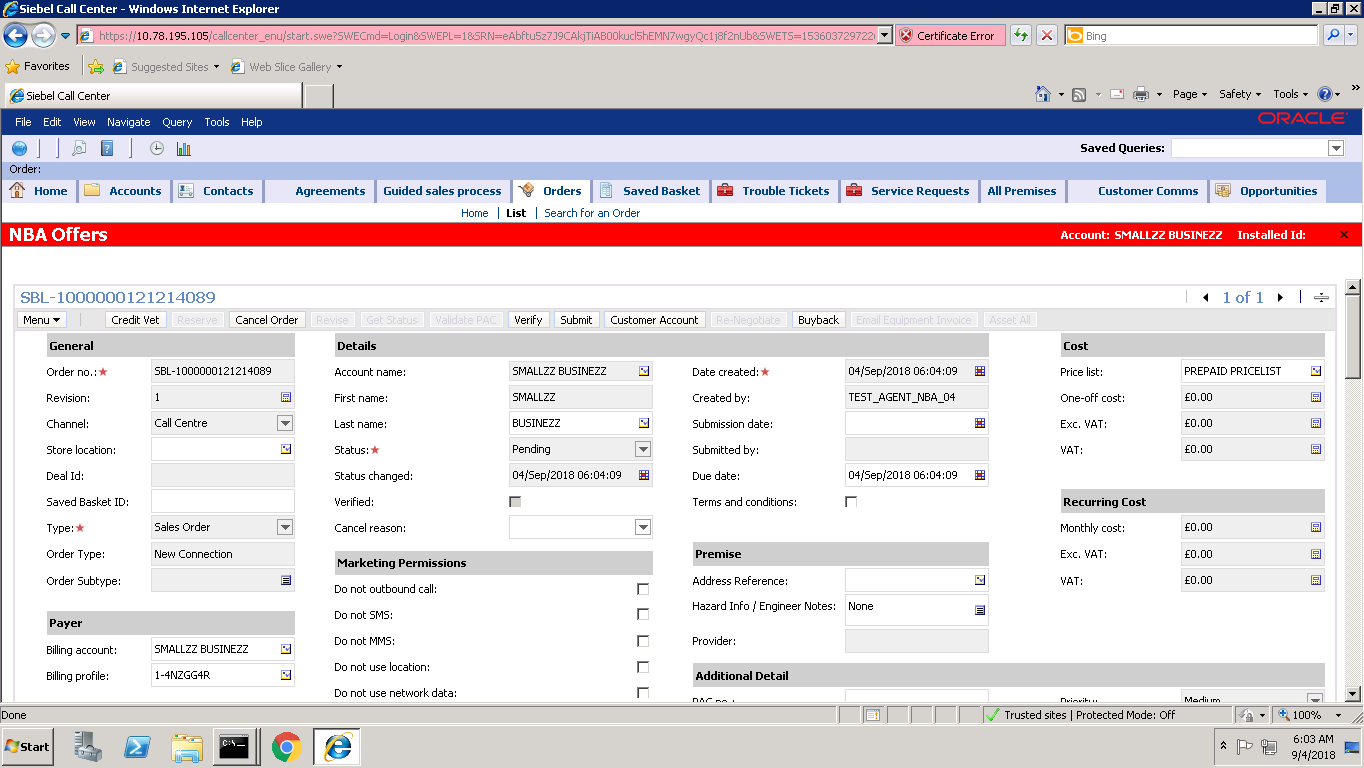 Siebel Call Center - Windows Internet Explorer
https://10.78.195.105/callcenter_enu/start.swe?SWECmd=Login&SWEPL=1&SRN=
Certificate Error
Bing
Favorites
Suggested Sites
Web Slice Gallery
Siebel Call Center
Page Safety Tools
File Edit View Navigate Query Tools Help
ORACLE
Saved Queries:
Order:
Home Accounts Contacts Agreements Guided sales process Orders Saved Basket Trouble Tickets Service Requests All Premises Customer Comms Opportunities
Home List Search for an Order
NBA Offers Account: SMALLZZ BUSINEZZ Installed Id:
SBL-1000000121214089 1 of 1
Menu Credit Vet Reserve Cancel Order Revise Get Status Validate PAC Verify Submit Customer Account Re-Negotiate Buyback Email Equipment Invoice Asset All
General Details Cost
Order no.: SBL-1000000121214089 Account name: SMALLZZ BUSINEZZ Date created: 04/Sep/2018 06:04:09 Price list: PREPAID PRICELIST
Revision: 1 First name: SMALLZZ Created by: TEST_AGENT_NBA_04 One-off cost: £0.00
Channel: Call Centre Last name: BUSINEZZ Submission date: Exc. VAT: £0.00
Store location: Status: Pending Submitted by: VAT: £0.00
Deal Id: Status changed: 04/Sep/2018 06:04:09 Due date: 04/Sep/2018 06:04:09
Saved Basket ID: Verified: Terms and conditions: Recurring Cost
Type: Sales Order Cancel reason: Monthly cost: £0.00
Order Type: New Connection Marketing Permissions Premise Exc. VAT: £0.00
Order Subtype: Do not outbound call: Address Reference: VAT: £0.00
Do not SMS: Hazard Info / Engineer Notes: None
Payer Do not MMS: Provider:
Billing account: SMALLZZ BUSINEZZ Do not use location: Additional Detail
Billing profile: 1-4NZGG4R Do not use network data: PAC no.: Priority: Medium
Done Trusted sites | Protected Mode: Off 100%
Start 6:03 AM
9/4/2018